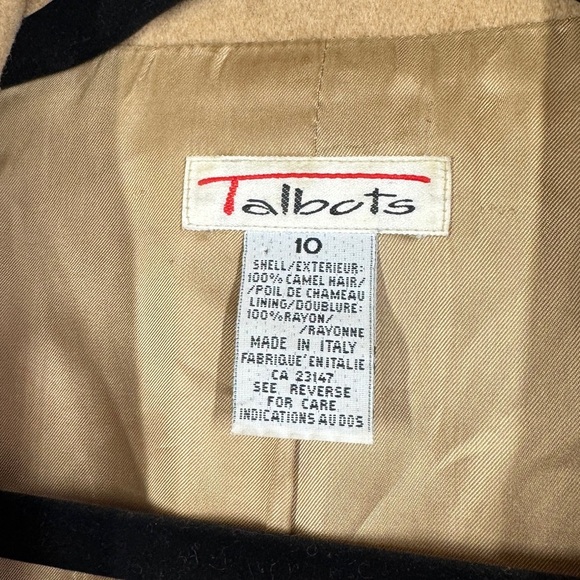 Talbots
10
SHELL/EXTERIEUR:
100% CAMEL HAIR/
/POIL DE CHAMEAU
LINING/DOUBLURE:
100%RAYON/
/RAYONNE
MADE IN ITALY
FABRIQUE' EN ITALIE
CA 23147
SEE REVERSE
FOR CARE
INDICATIONS AU DOS